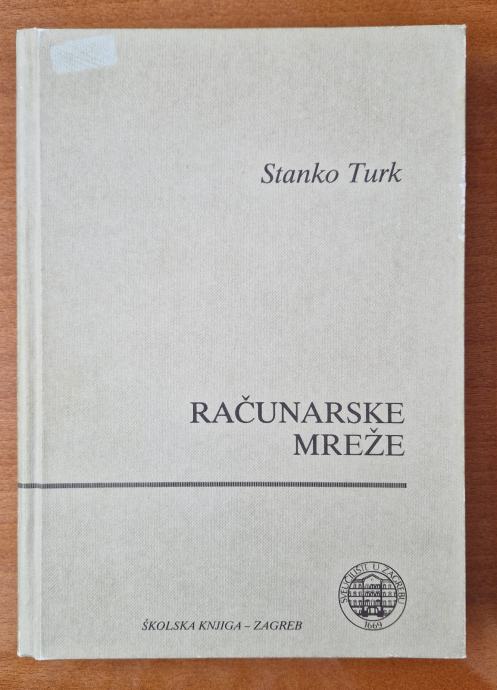 Stanko Turk
RAČUNARSKE
MREŽE
SVEUČILIŠTE U ZAGREBU
1669
ŠKOLSKA KNJIGA – ZAGREB